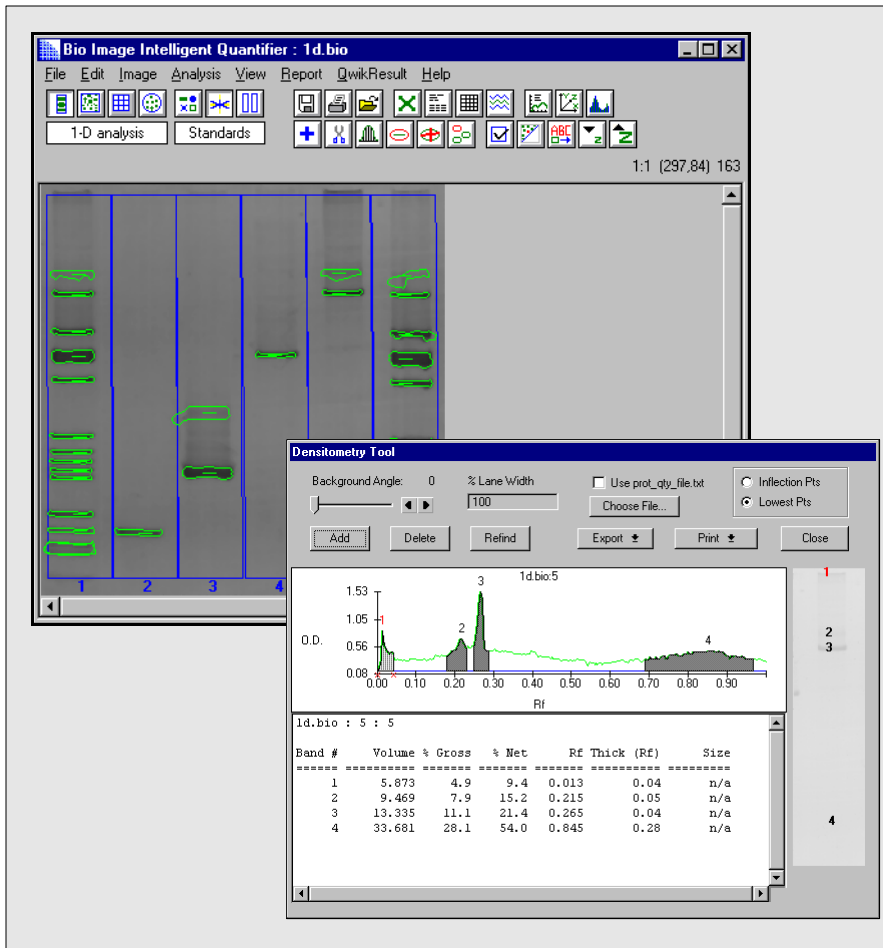 Bio Image Intelligent Quantifier : 1d.bio
File Edit Image Analysis View Report QwikResult Help
1-D analysis Standards
ABC
z Z
1:1 (297,84) 163
1 2 3 4
Densitometry Tool
Background Angle: 0 % Lane Width
100
Use prot_qty_file.txt
Choose File...
Inflection Pts
Lowest Pts
Add Delete Refind Export Print Close
1d.bio:5
O.D.
1.53
1.05
0.56
0.08
1 2 3 4
0.00 0.10 0.20 0.30 0.40 0.50 0.60 0.70 0.80 0.90
Rf
1
2
3
4
1d.bio : 5 : 5
Band # Volume % Gross % Net Rf Thick (Rf) Size
====== ========== ======= ======= ===== ========== =========
1 5.873 4.9 9.4 0.013 0.04 n/a
2 9.469 7.9 15.2 0.215 0.05 n/a
3 13.335 11.1 21.4 0.265 0.04 n/a
4 33.681 28.1 54.0 0.845 0.28 n/a